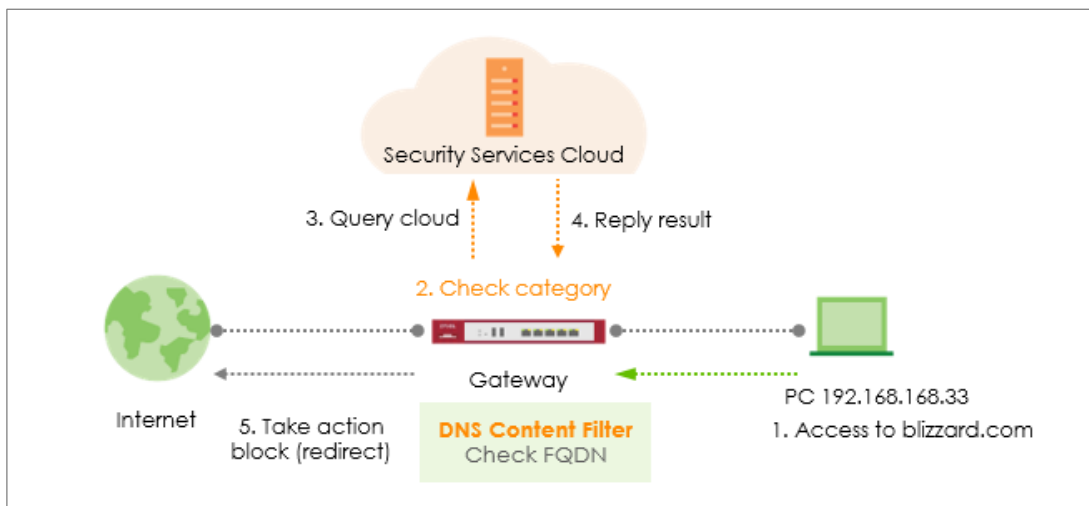 Security Services Cloud
3. Query cloud
4. Reply result
2. Check category
Gateway
PC 192.168.168.33
Internet
5. Take action
block (redirect)
DNS Content Filter
Check FQDN
1. Access to blizzard.com